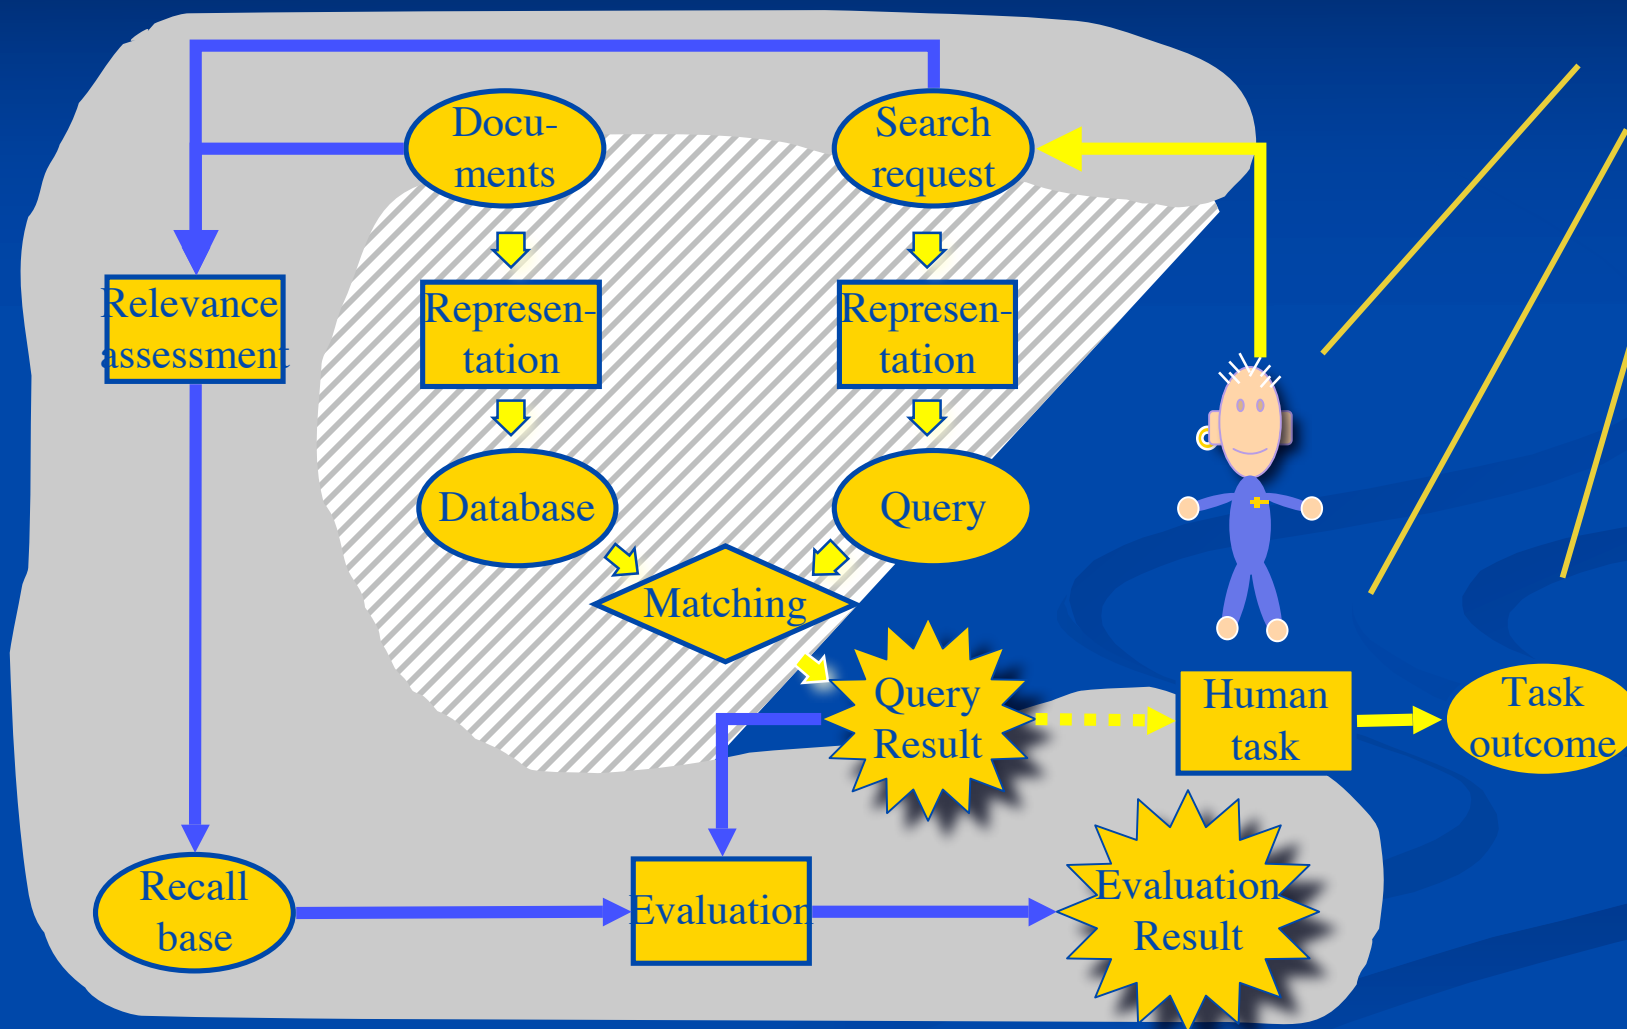 Docu-
ments
Search
request
Relevance
assessment
Represen-
tation
Represen-
tation
Database
Query
Matching
Query
Result
Human
task
Task
outcome
Recall
base
Evaluation
Evaluation
Result